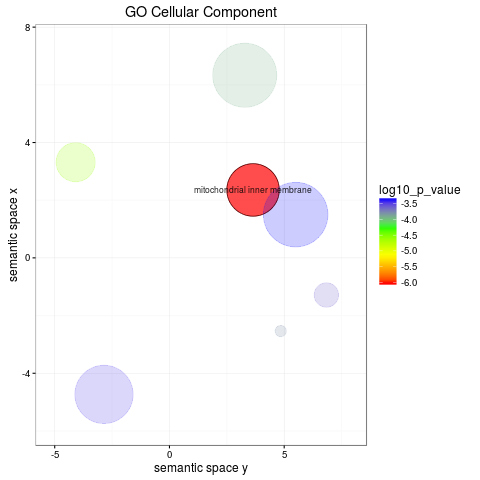 GO Cellular Component
8
4
0
-4
-5
0
5
semantic space x
semantic space y
mitochondrial inner membrane
log10_p_value
-3.5
-4.0
-4.5
-5.0
-5.5
-6.0